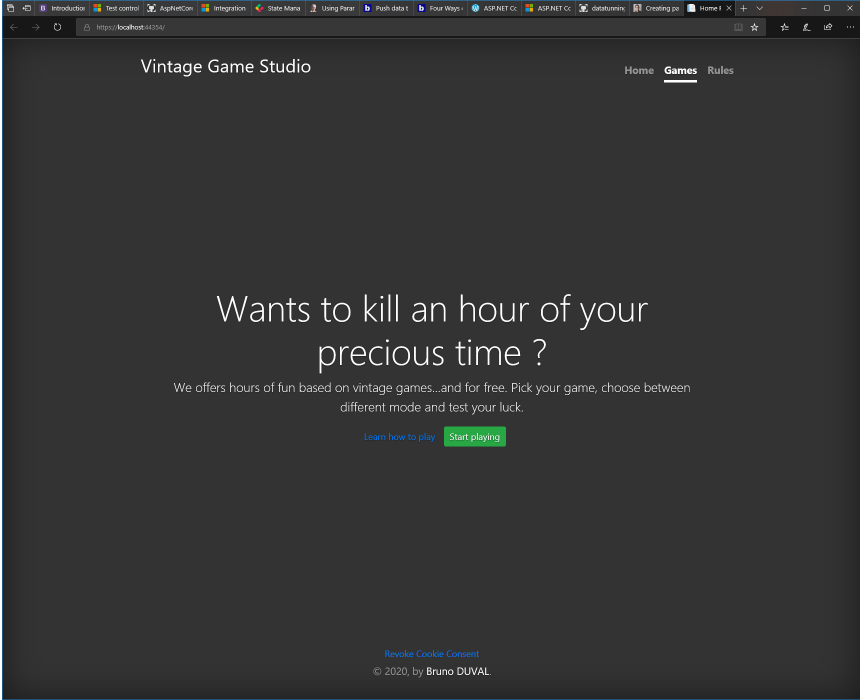 Introduction
Test control
AspNetCor
Integration
State Mana
Using Parar
Push data t
Four Ways
ASP.NET Cc
ASP.NET Cc
datatunning
Creating pa
Home
https://localhost:44354/
Vintage Game Studio
Home Games Rules
Wants to kill an hour of your
precious time ?
We offers hours of fun based on vintage games...and for free. Pick your game, choose between
different mode and test your luck.
Learn how to play Start playing
Revoke Cookie Consent
© 2020, by Bruno DUVAL.